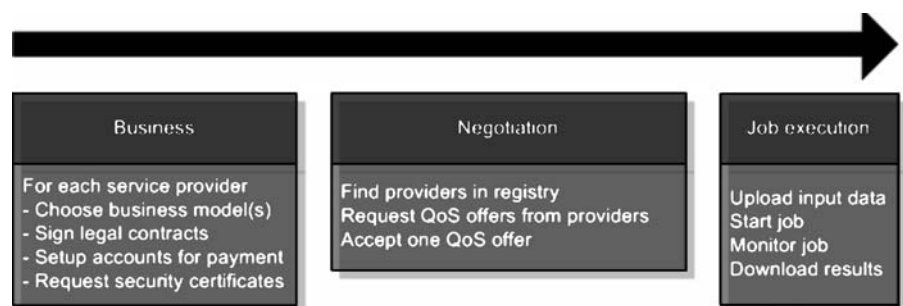 Business
For each service provider
- Choose business model(s)
- Sign legal contracts
- Setup accounts for payment
- Request security certificates
Negotiation
Find providers in registry
Request QoS offers from providers
Accept one QoS offer
Job execution
Upload input data
Start job
Monitor job
Download results